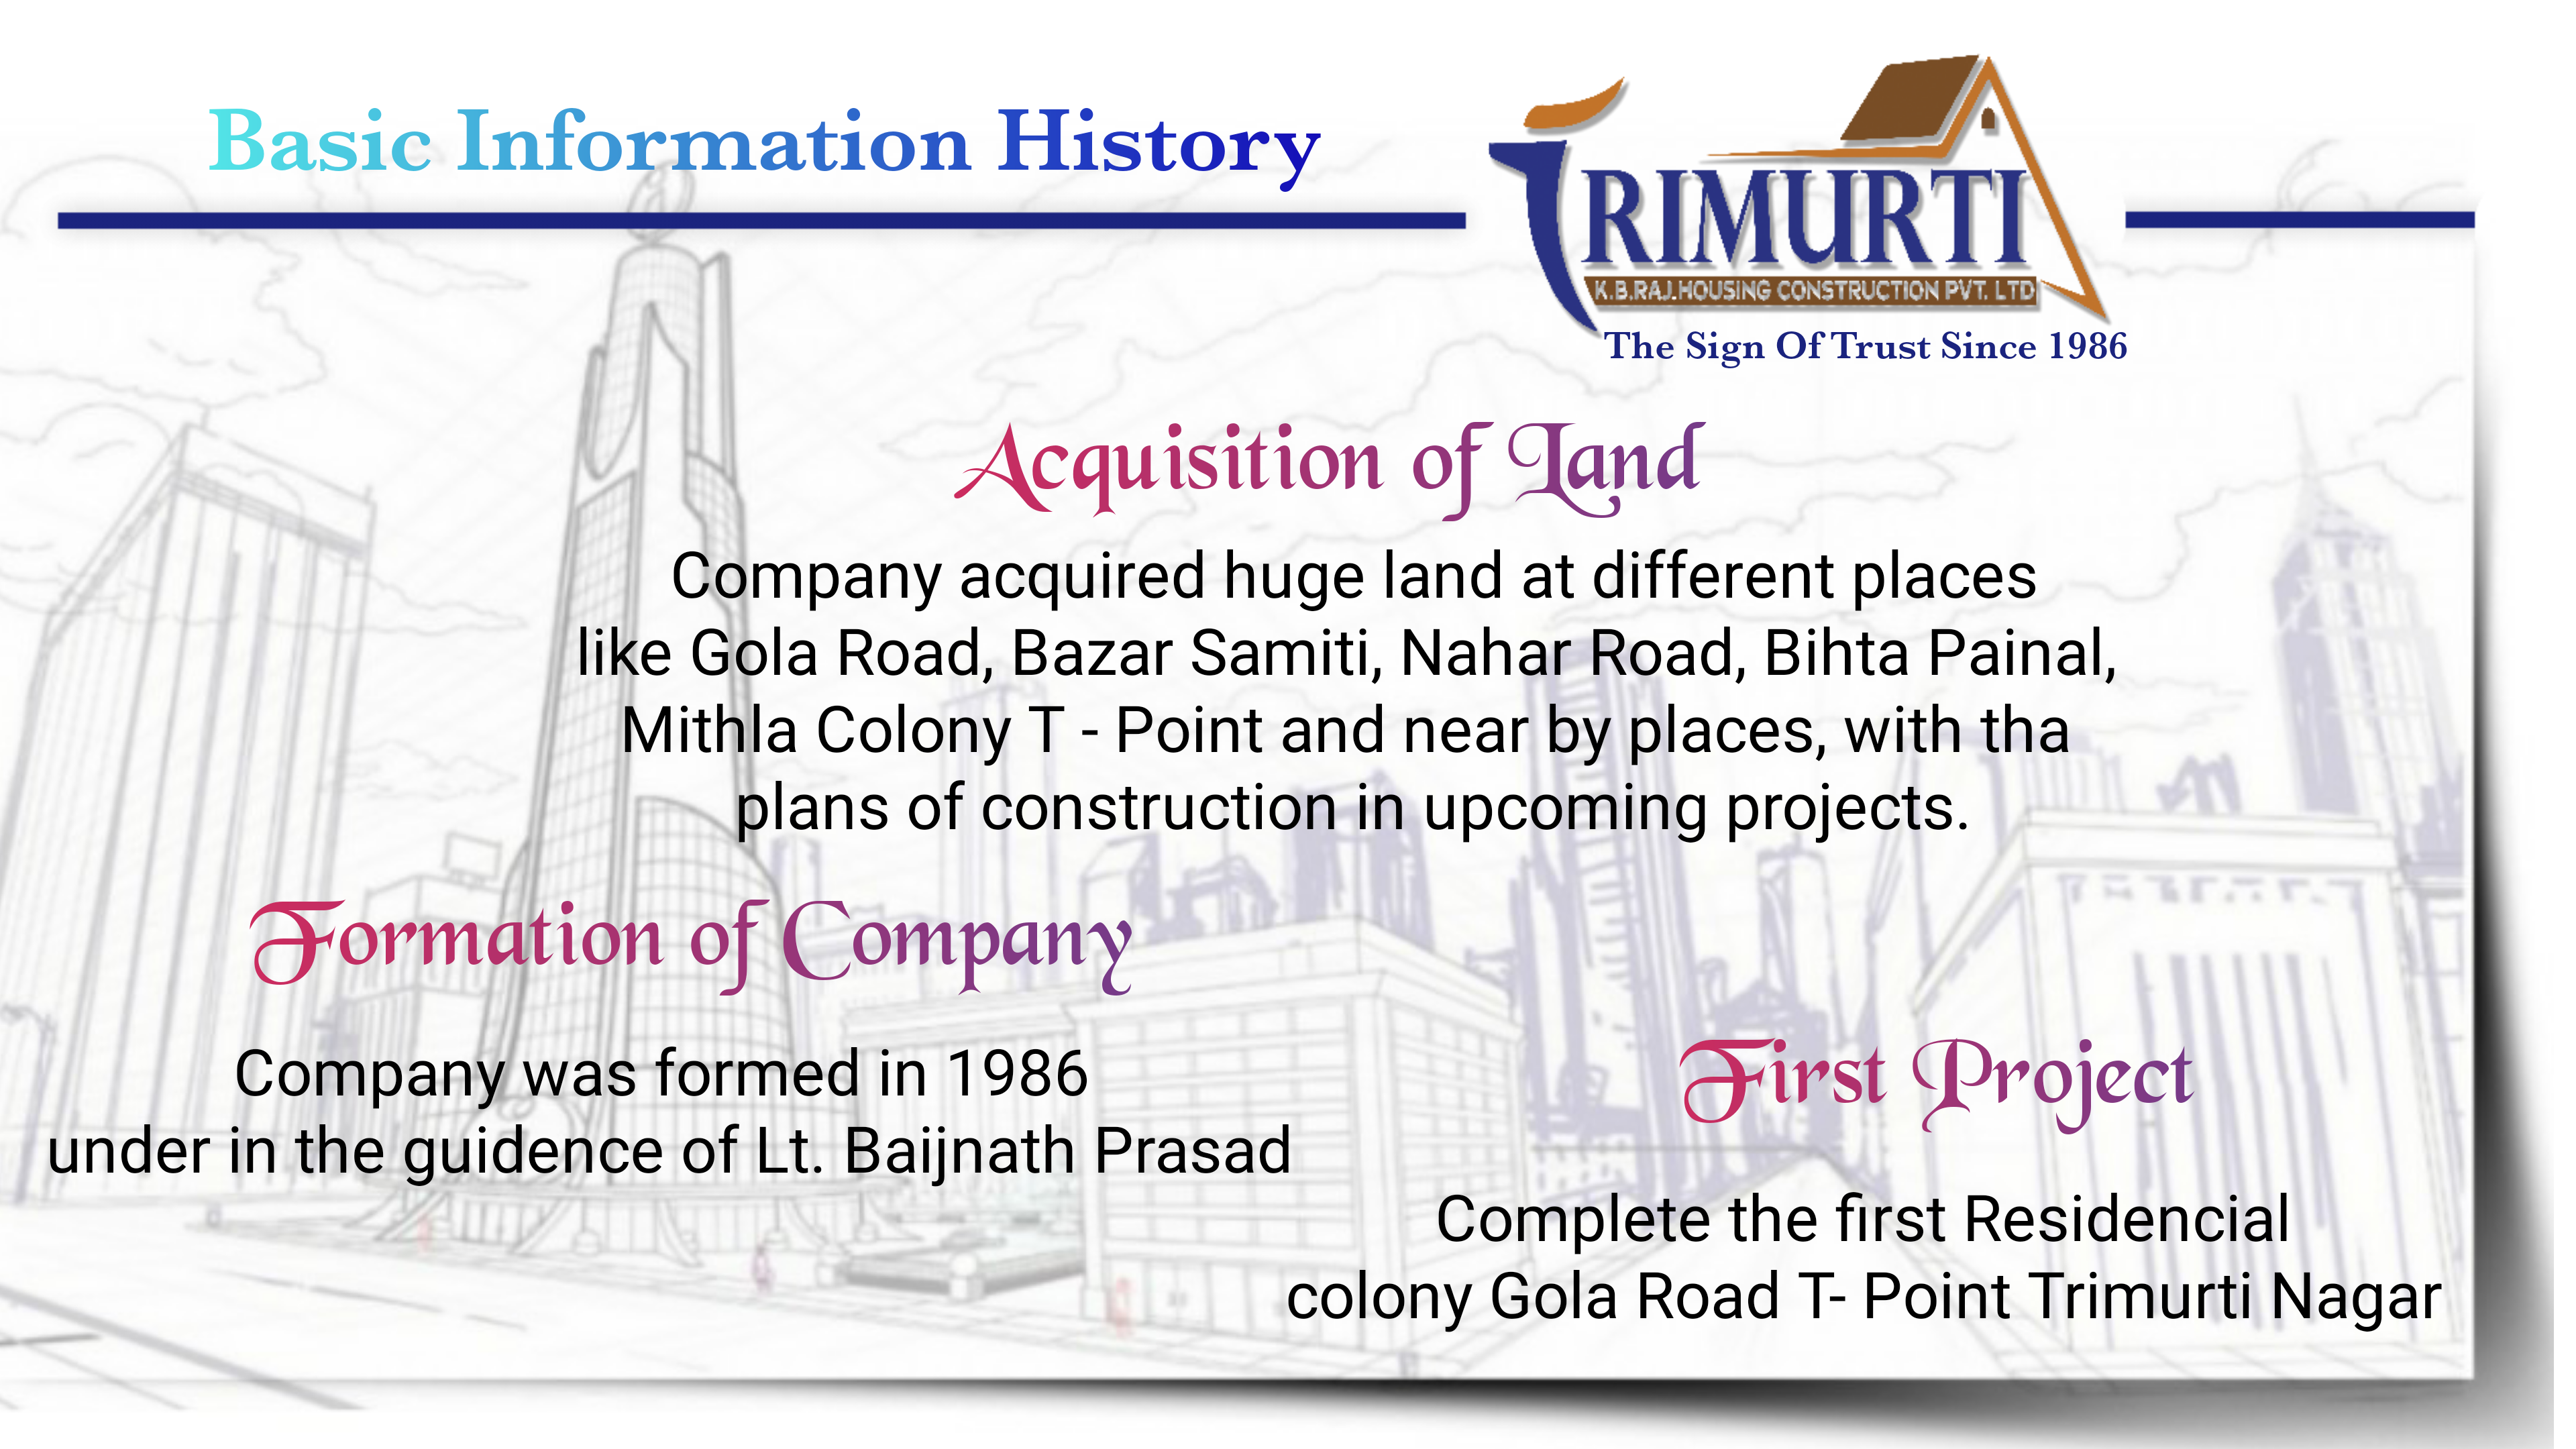 Basic Information History
TRIMURTI
K.B.RAJ.HOUSING CONSTRUCTION PVT. LTD
The Sign Of Trust Since 1986
Acquisition of Land
Company acquired huge land at different places
like Gola Road, Bazar Samiti, Nahar Road, Bihta Painal,
Mithla Colony T - Point and near by places, with tha
plans of construction in upcoming projects.
Formation of Company
Company was formed in 1986
under in the guidence of Lt. Baijnath Prasad
First Project
Complete the first Residencial
colony Gola Road T- Point Trimurti Nagar